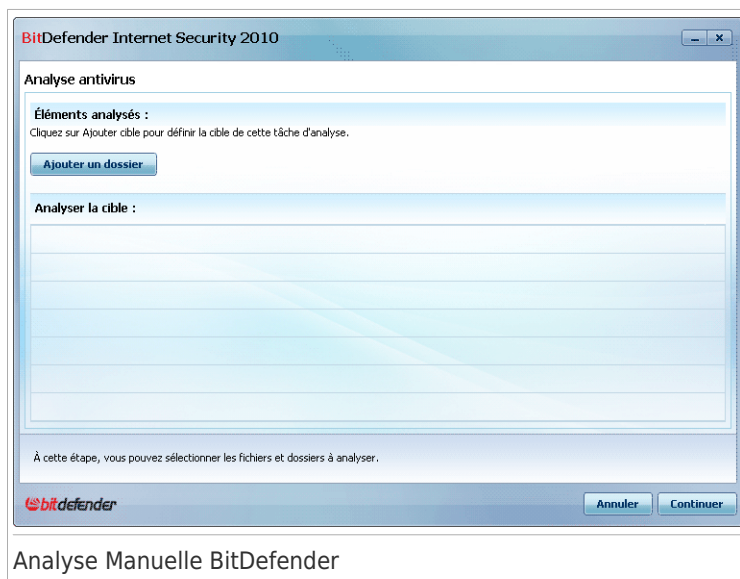 BitDefender Internet Security 2010
Analyse antivirus
Éléments analysés :
Cliquez sur Ajouter cible pour définir la cible de cette tâche d'analyse.
Ajouter un dossier
Analyser la cible :
À cette étape, vous pouvez sélectionner les fichiers et dossiers à analyser.
bitdefender
Annuler Continuer
Analyse Manuelle BitDefender